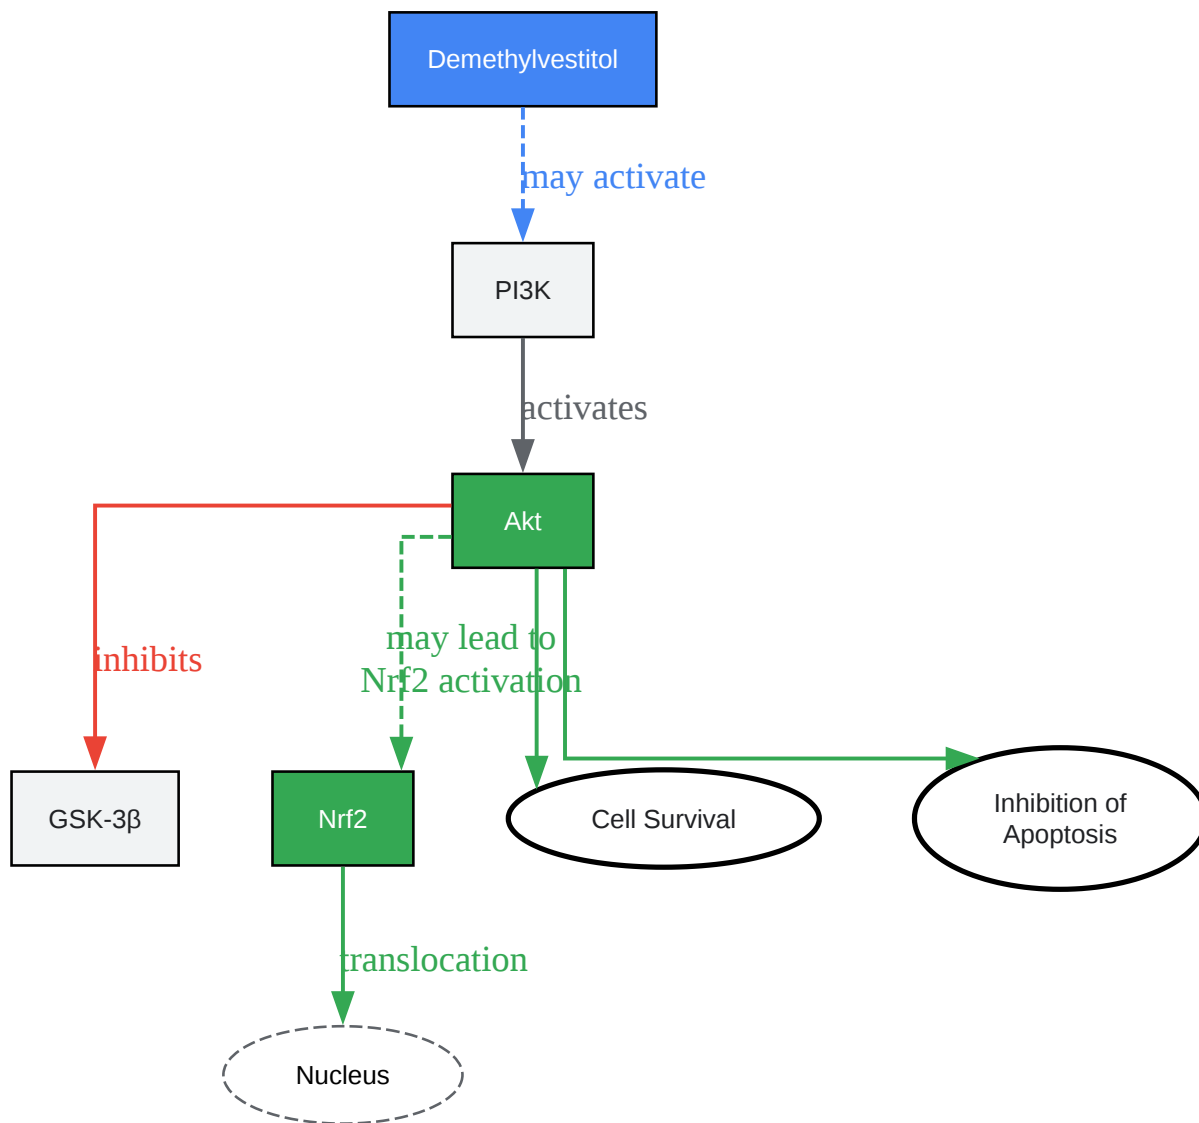 Demethylvestitol
may activate
PI3K
activates
Akt
may lead to
Nrf2 activation
inhibits
GSK-3β
Nrf2
Cell Survival
Inhibition of
Apoptosis
translocation
Nucleus